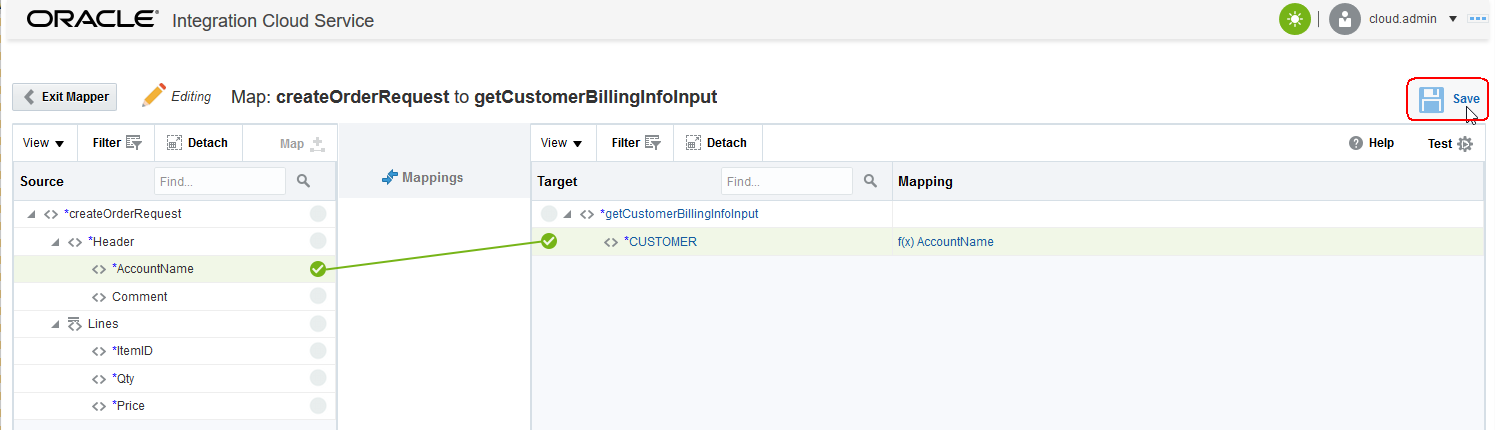 ORACLE® Integration Cloud Service cloud.admin
Exit Mapper Editing Map: createOrderRequest to getCustomerBillingInfoInput Save
View Filter Detach Map View Filter Detach Help Test
Source Find... Mappings Target Find... Mapping
*createOrderRequest *getCustomerBillingInfoInput
*Header *CUSTOMER f(x) AccountName
*AccountName
Comment
Lines
*ItemID
*Qty
*Price